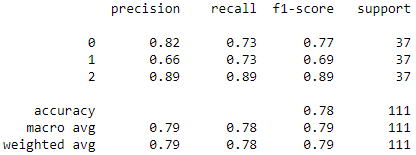 precision recall f1-score support
0 0.82 0.73 0.77 37
1 0.66 0.73 0.69 37
2 0.89 0.89 0.89 37
accuracy 0.78 111
macro avg 0.79 0.78 0.79 111
weighted avg 0.79 0.78 0.79 111